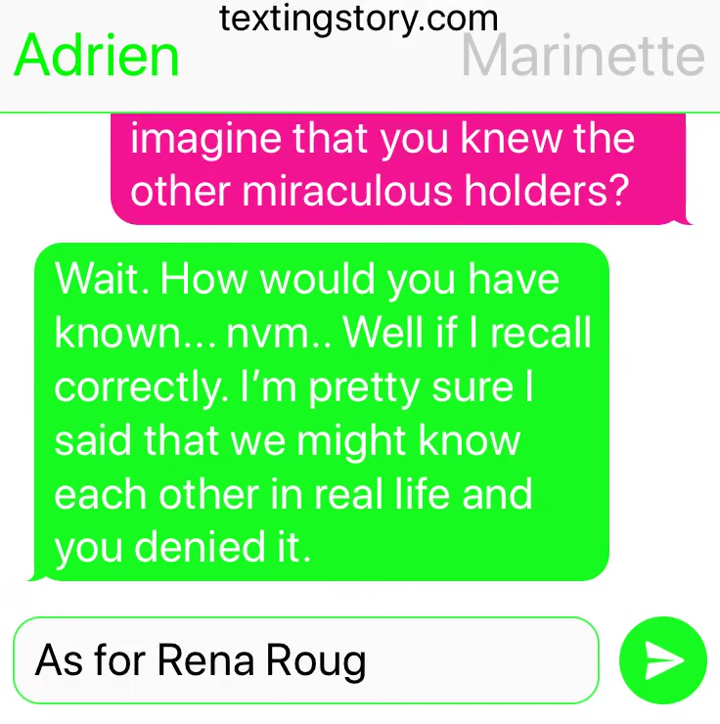 textingstory.com
Adrien
Marinette
imagine that you knew the
other miraculous holders?
Wait. How would you have
known... nvm.. Well if I recall
correctly. I'm pretty sure I
said that we might know
each other in real life and
you denied it.
As for Rena Roug